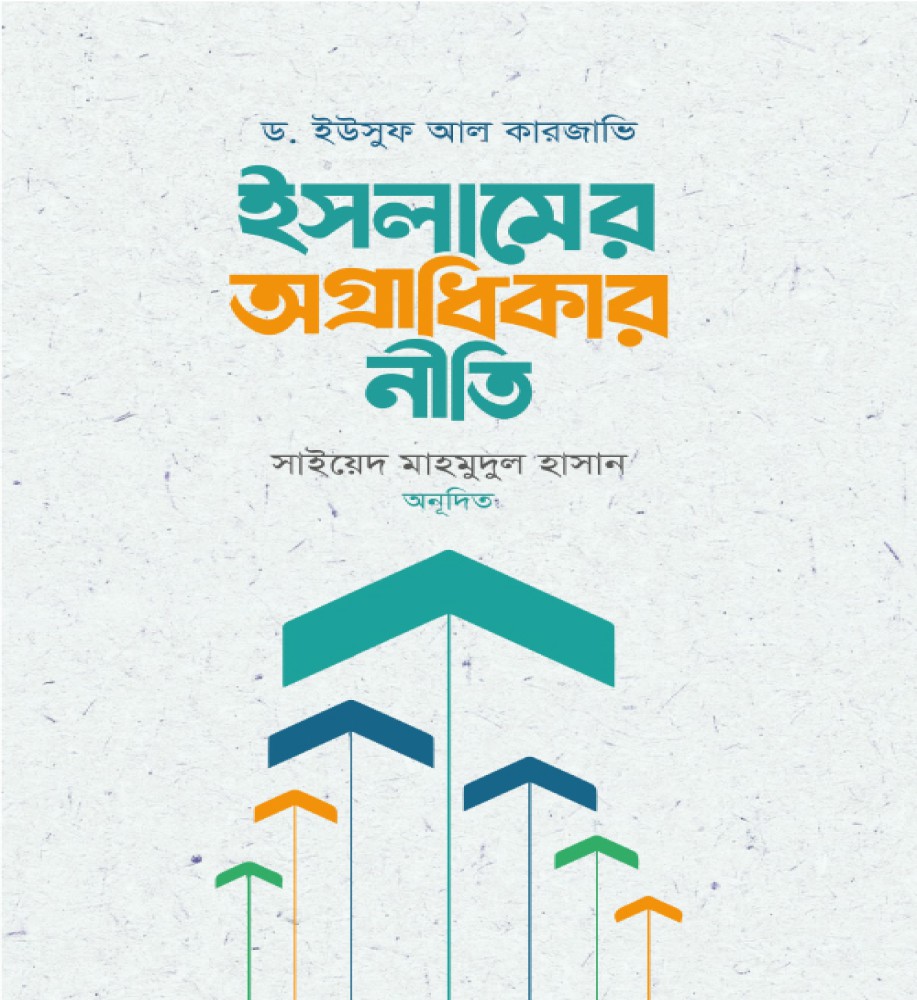 ড. ইউসুফ আল কারজাভি
ইসলামের
অগ্রাধিকার
নীতি
সাইয়েদ মাহমুদুল হাসান
অনূদিত